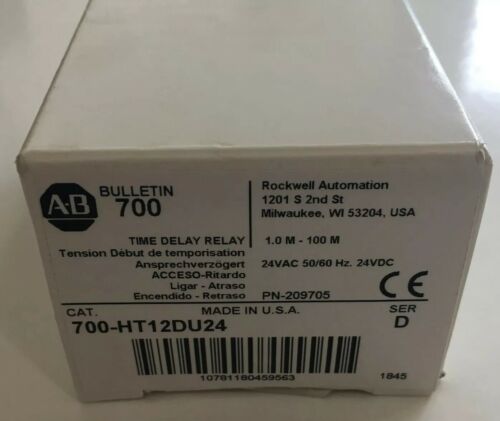 A-B
BULLETIN
700
Rockwell Automation
1201 S 2nd St
Milwaukee, WI 53204, USA
TIME DELAY RELAY
1.0 M - 100 M
Tension Début de temporisation
Ansprechverzögert
24VAC 50/60 Hz. 24VDC
ACCESO-Ritardo
Ligar - Atraso
Encendido - Retraso
PN-209705
CE
CAT.
MADE IN U.S.A.
SER
700-HT12DU24
D
10781180459563
1845